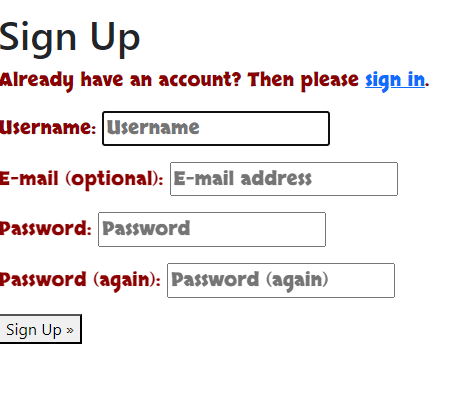 Sign Up
Already have an account? Then please sign in.
Username: Username
E-mail (optional): E-mail address
Password: Password
Password (again): Password (again)
Sign Up »